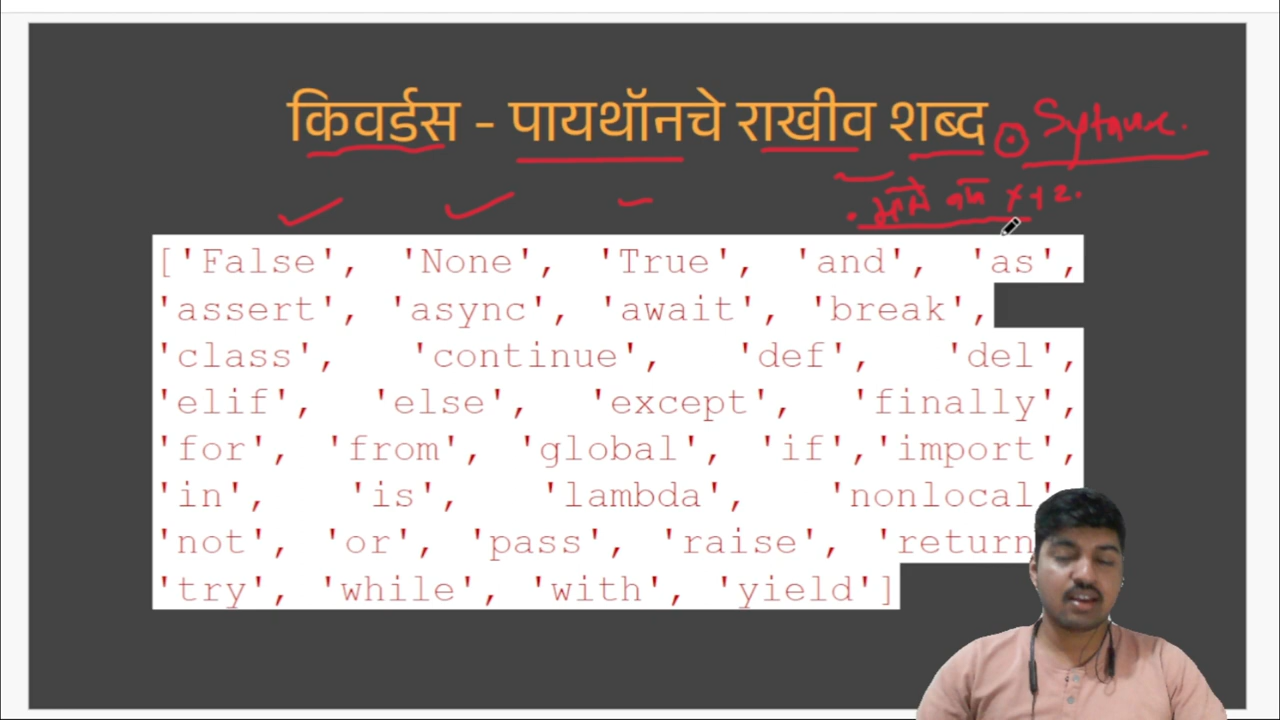 किवर्डस - पायथॉनचे राखीव शब्द
Syntax.
['False', 'None', 'True', 'and', 'as',
'assert', 'async', 'await', 'break',
'class', 'continue', 'def', 'del',
'elif', 'else', 'except', 'finally',
'for', 'from', 'global', 'if','import',
'in', 'is', 'lambda', 'nonlocal'
'not', 'or', 'pass', 'raise', 'return
'try', 'while', 'with', 'yield']